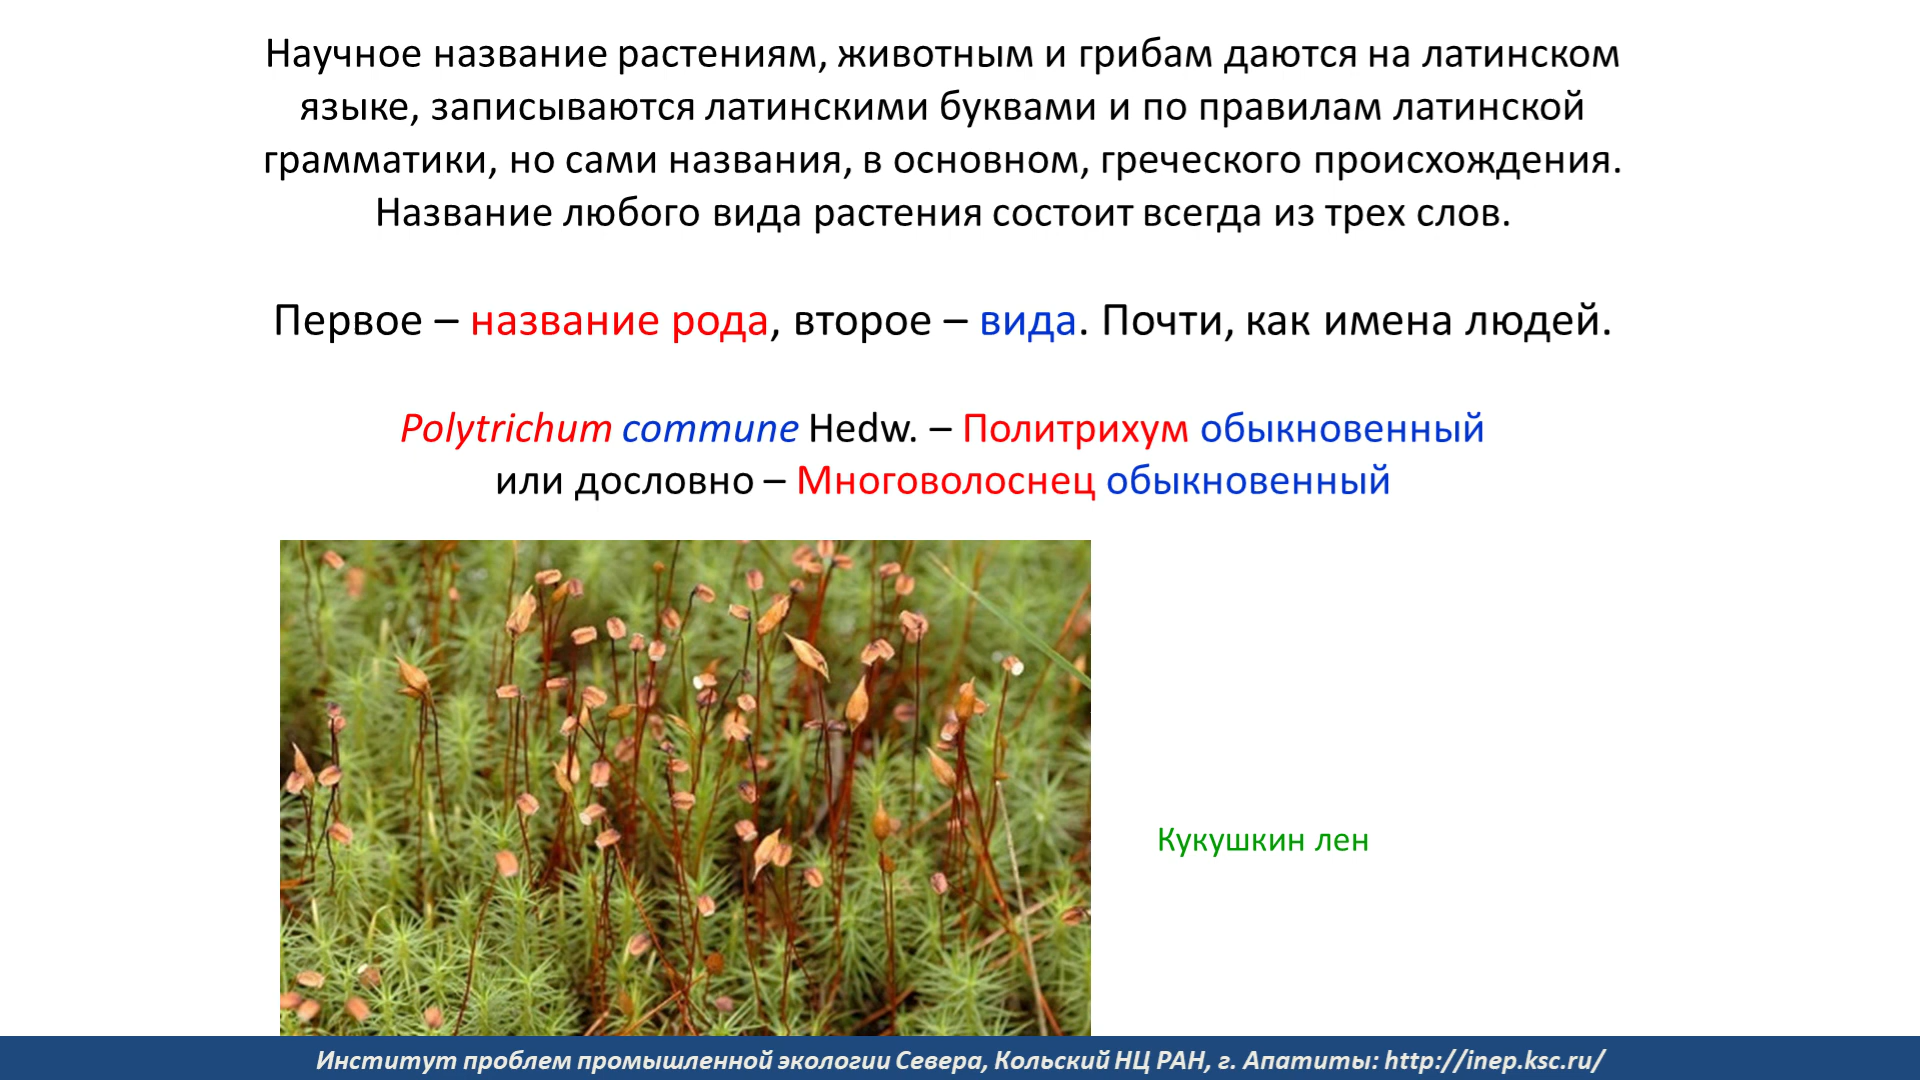 Научное название растениям, животным и грибам даются на латинском
языке, записываются латинскими буквами и по правилам латинской
грамматики, но сами названия, в основном, греческого происхождения.
Название любого вида растения состоит всегда из трех слов.
Первое – название рода, второе – вида. Почти, как имена людей.
Polytrichum commune Hedw. – Политрихум обыкновенный
или дословно – Многоволоснец обыкновенный
Кукушкин лен
Институт проблем промышленной экологии Севера, Кольский НЦ РАН, г. Апатиты: http://inep.ksc.ru/